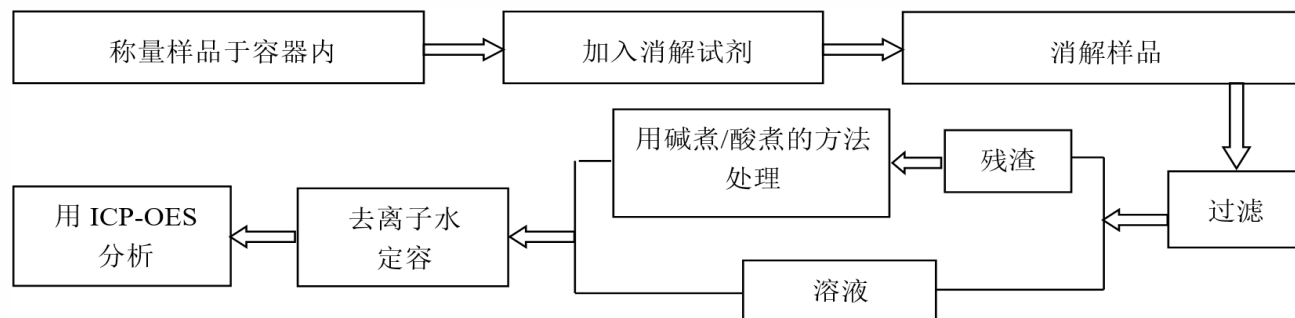 称量样品于容器内
加入消解试剂
消解样品
过滤
残渣
用碱煮/酸煮的方法
处理
溶液
去离子水
定容
用 ICP-OES
分析